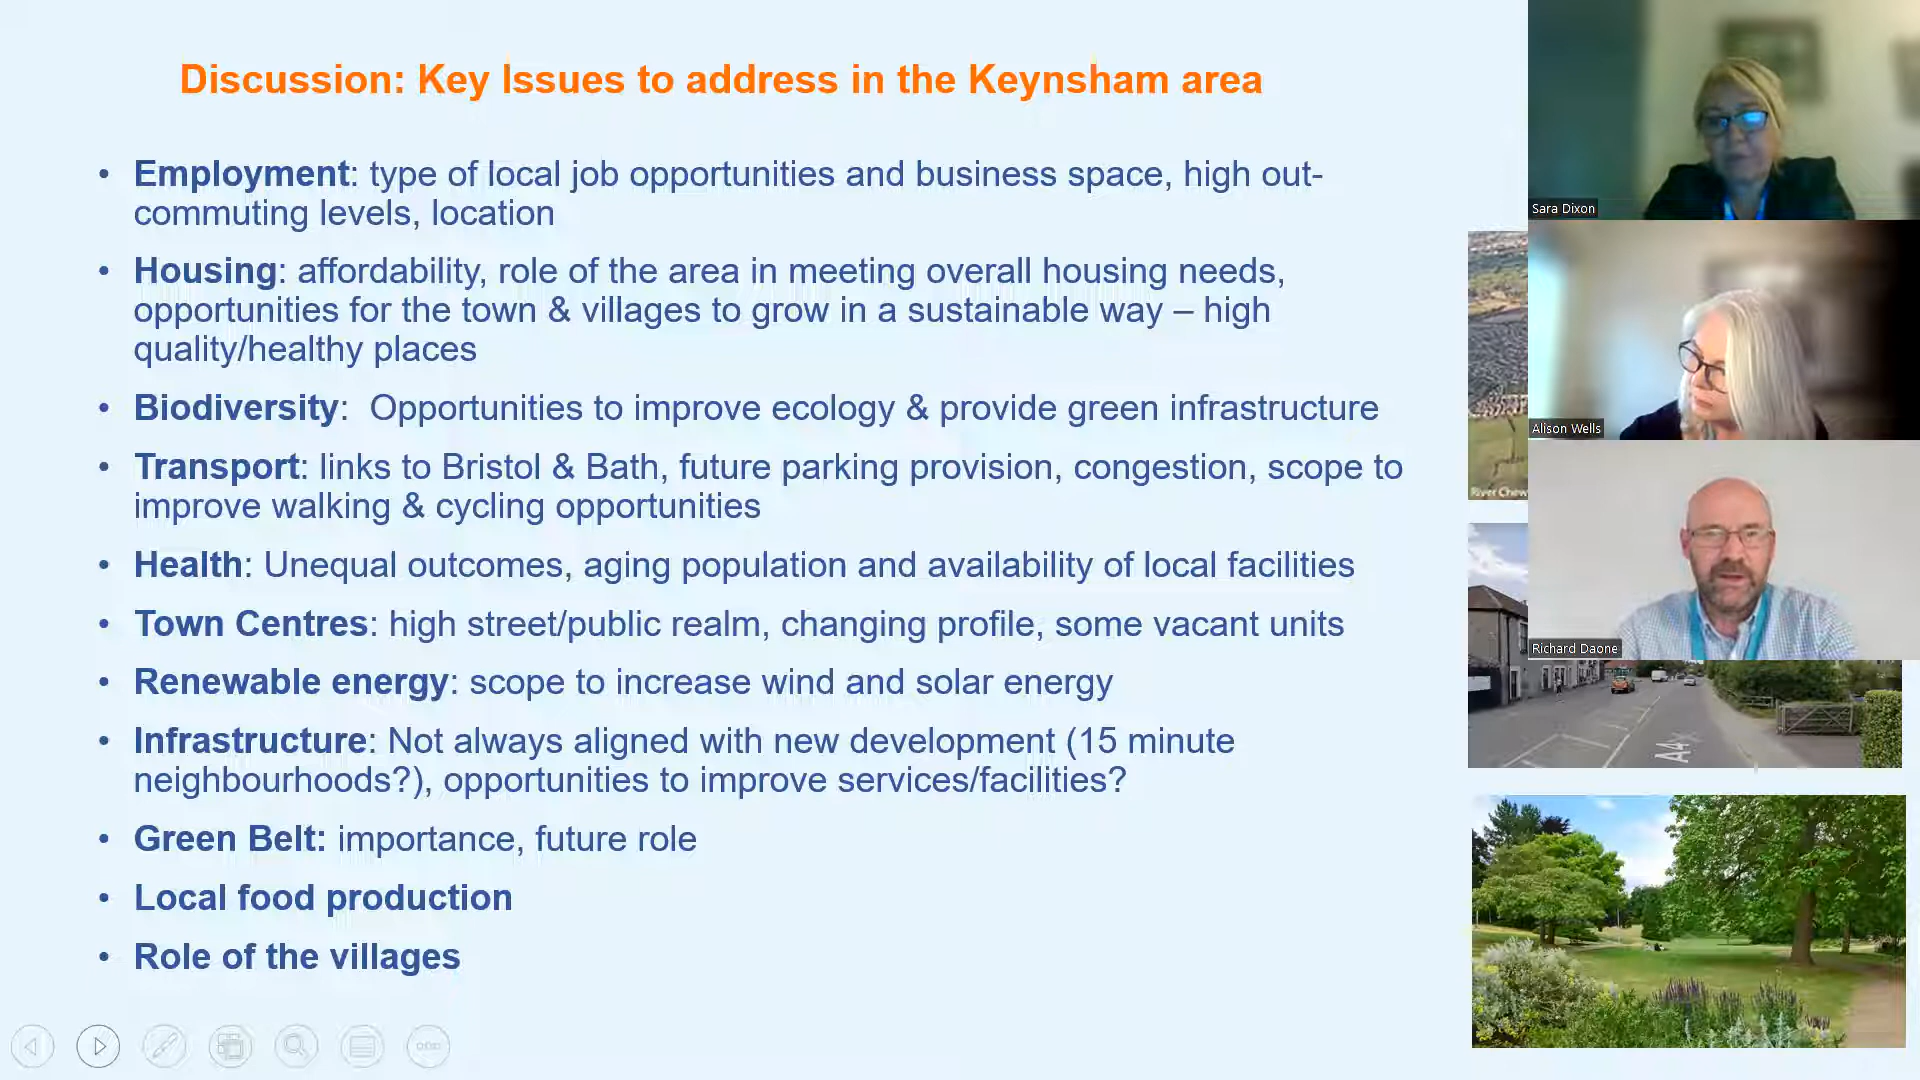 Discussion: Key Issues to address in the Keynsham area
• Employment: type of local job opportunities and business space, high out-
commuting levels, location
• Housing: affordability, role of the area in meeting overall housing needs,
opportunities for the town & villages to grow in a sustainable way – high
quality/healthy places
• Biodiversity:  Opportunities to improve ecology & provide green infrastructure
• Transport: links to Bristol & Bath, future parking provision, congestion, scope to
improve walking & cycling opportunities
• Health: Unequal outcomes, aging population and availability of local facilities
• Town Centres: high street/public realm, changing profile, some vacant units
• Renewable energy: scope to increase wind and solar energy
• Infrastructure: Not always aligned with new development (15 minute
neighbourhoods?), opportunities to improve services/facilities?
• Green Belt: importance, future role
• Local food production
• Role of the villages
Sara Dixon
Alison Wells
River Chew
Richard Daone
A4